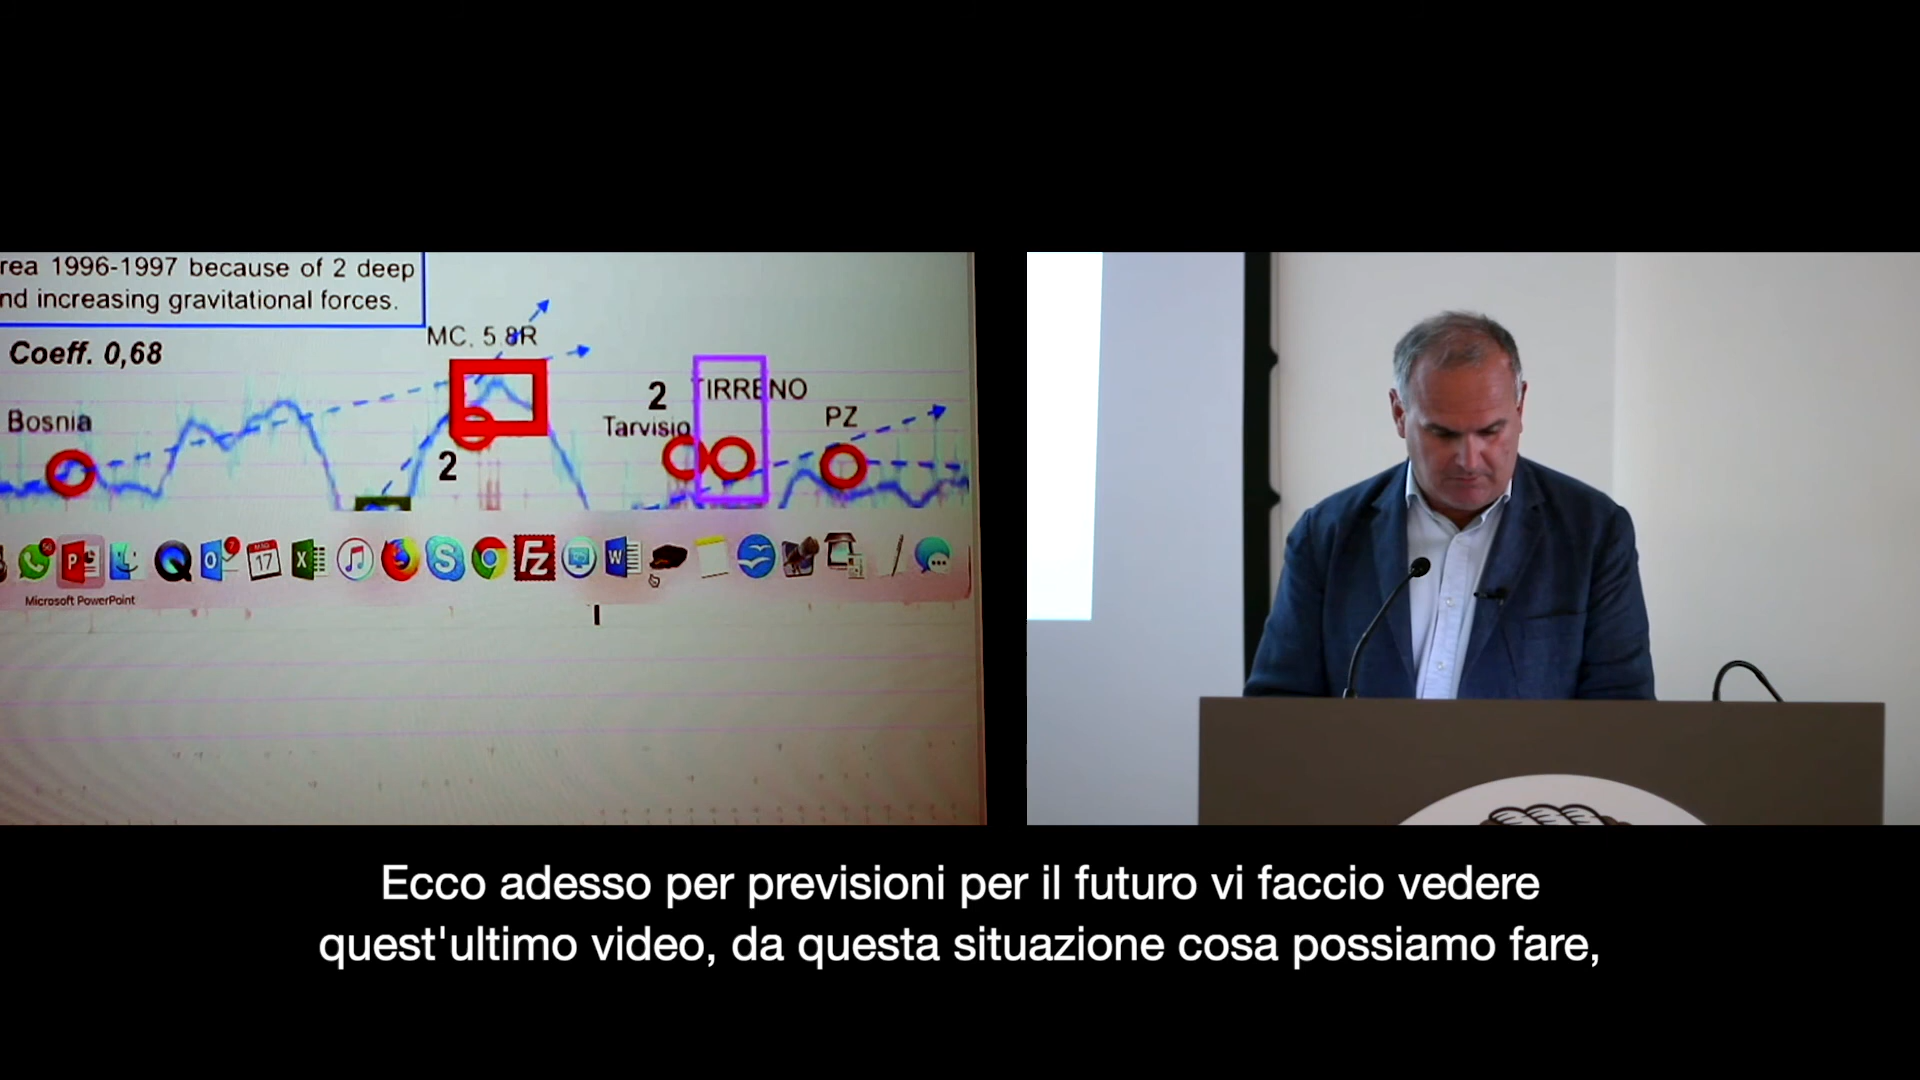 rea 1996-1997 because of 2 deep
nd increasing gravitational forces.
Coeff. 0,68
MC. 5.8R
Bosnia
2
2
TIRRENO
Tarvisio
PZ
17
Microsoft PowerPoint
Ecco adesso per previsioni per il futuro vi faccio vedere
quest'ultimo video, da questa situazione cosa possiamo fare,